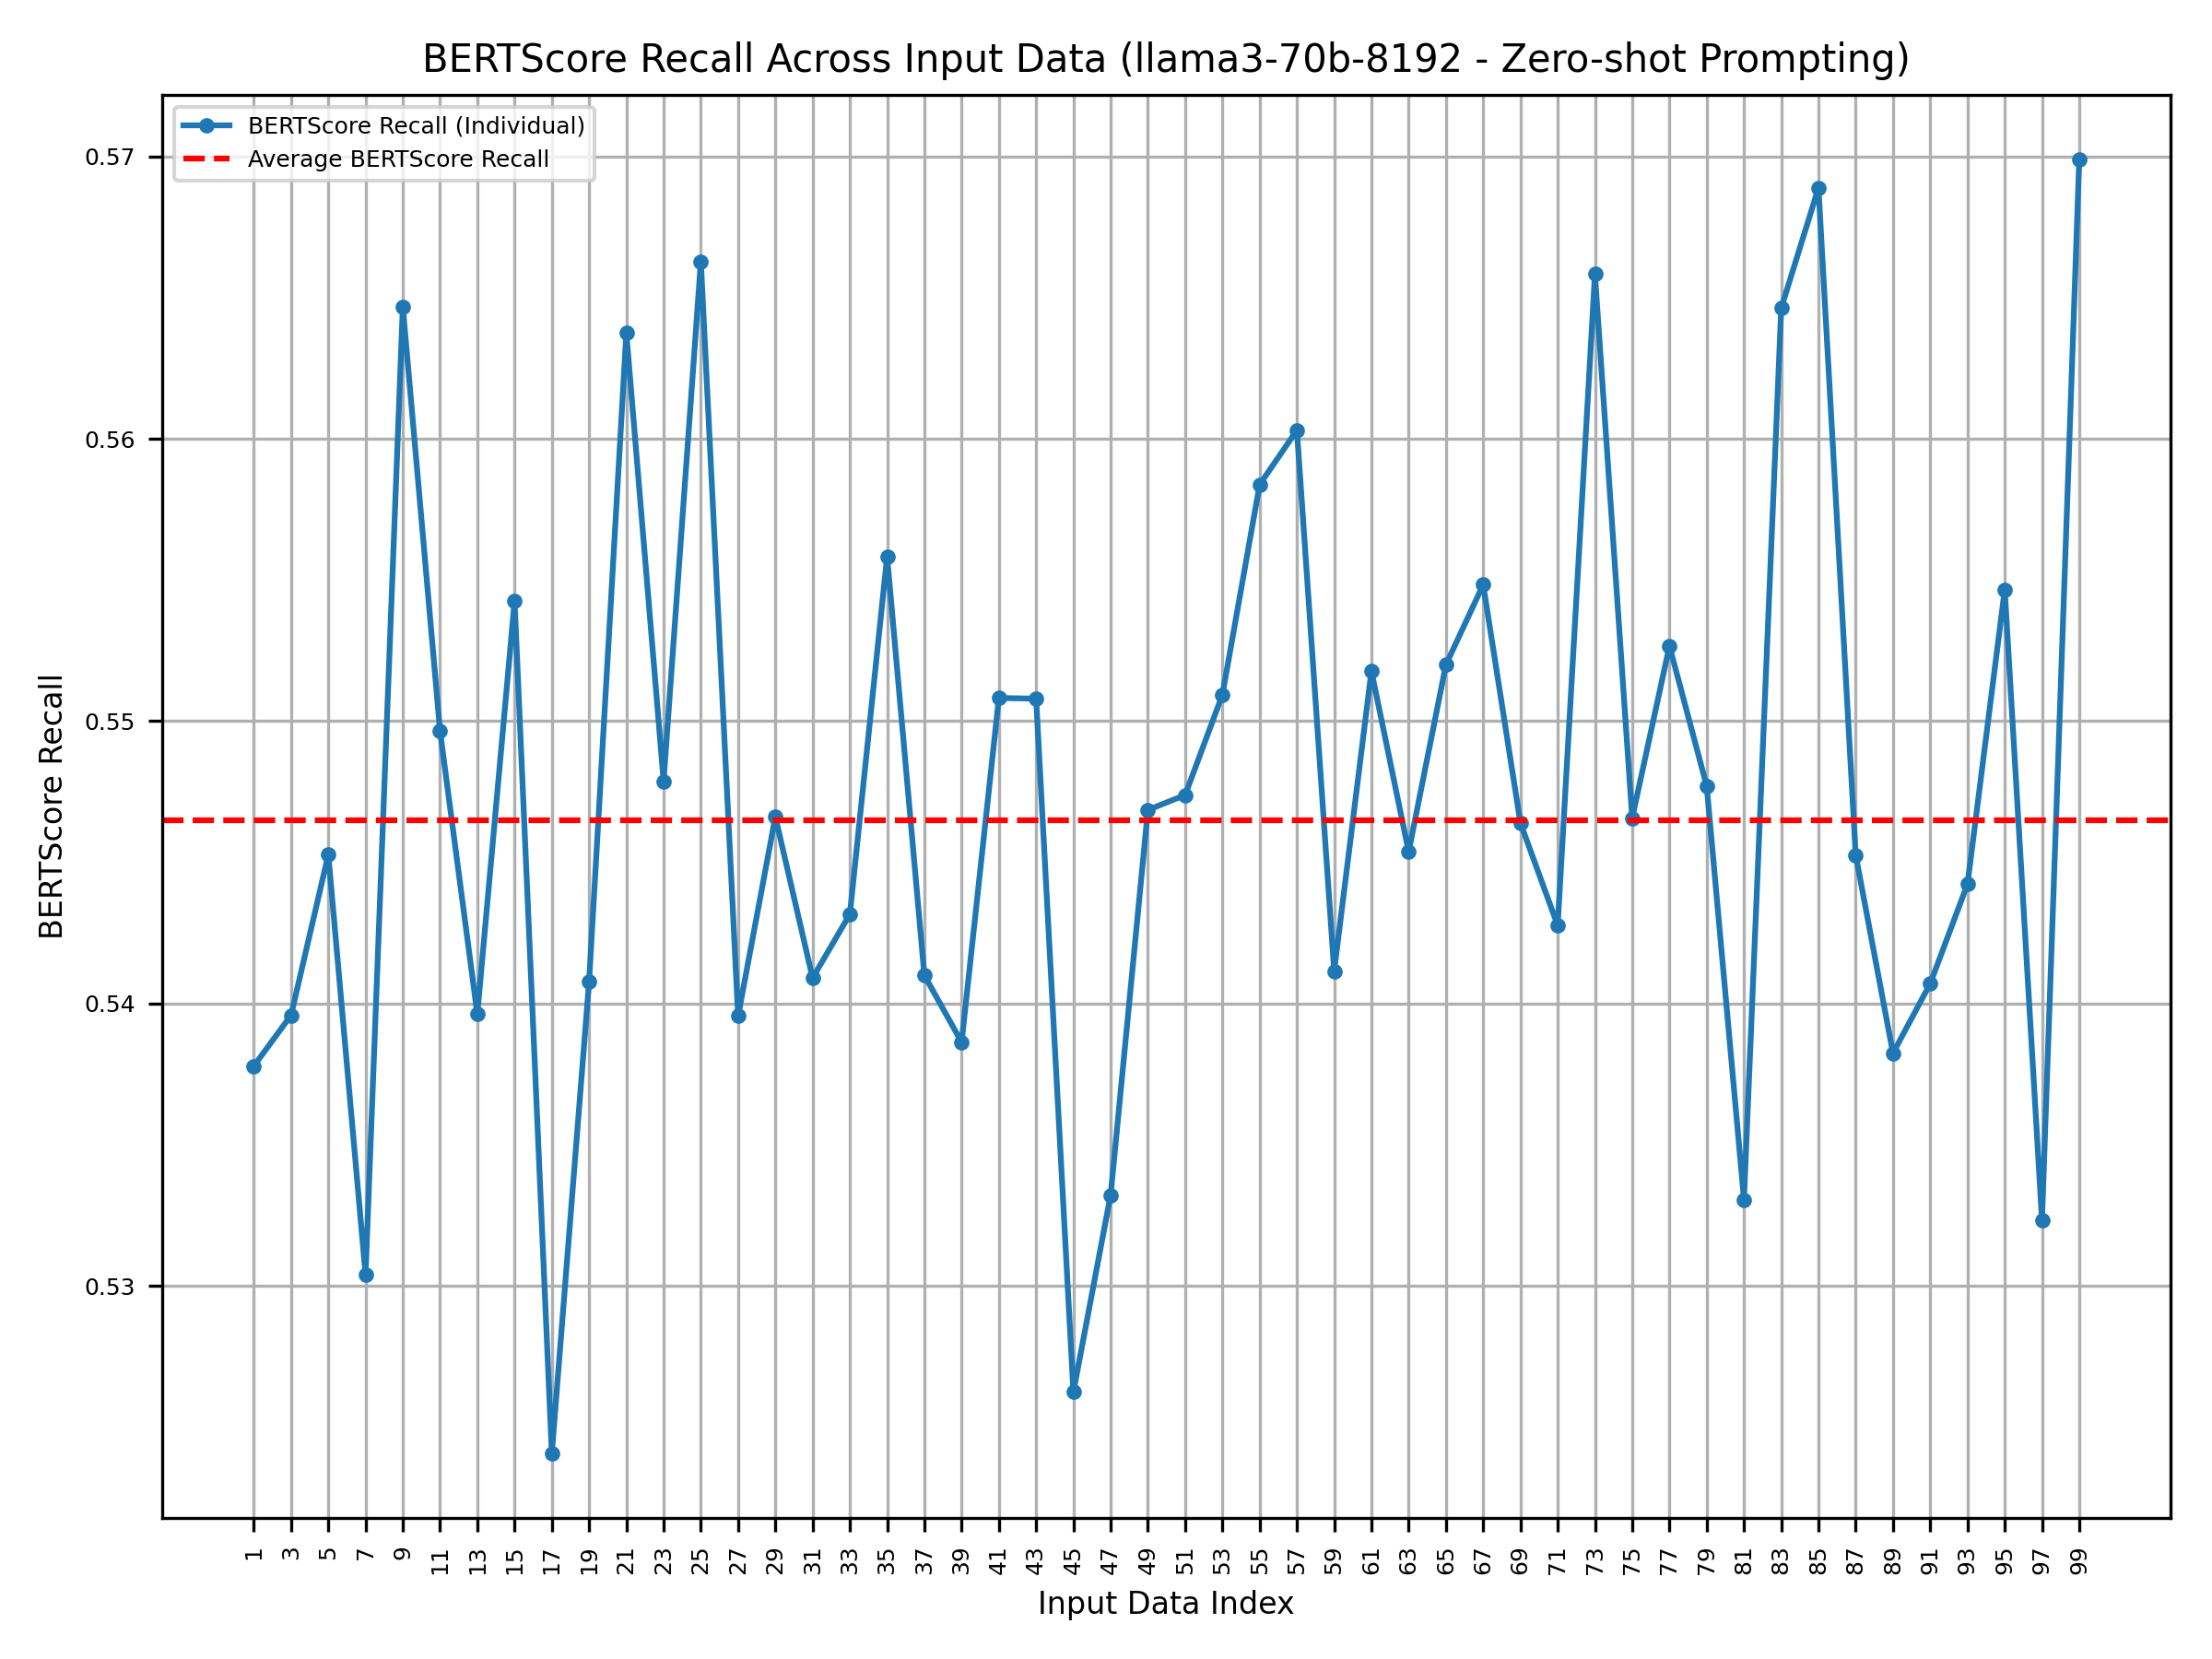 BERTScore Recall Across Input Data (llama3-70b-8192 - Zero-shot Prompting)
BERTScore Recall (Individual)
Average BERTScore Recall
0.57
0.56
0.55
0.54
0.53
BERTScore Recall
1 3 5 7 9 11 13 15 17 19 21 23 25 27 29 31 33 35 37 39 41 43 45 47 49 51 53 55 57 59 61 63 65 67 69 71 73 75 77 79 81 83 85 87 89 91 93 95 97 99
Input Data Index